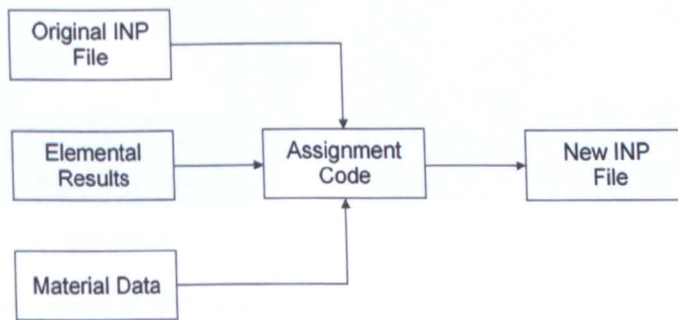 Original INP
File
Elemental
Results
Assignment
Code
New INP
File
Material Data